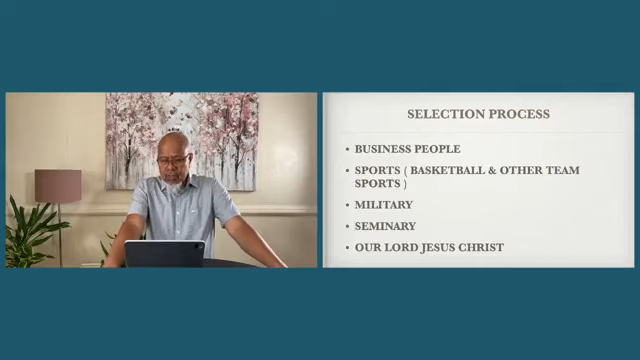 SELECTION PROCESS
• BUSINESS PEOPLE
• SPORTS ( BASKETBALL & OTHER TEAM
SPORTS )
• MILITARY
• SEMINARY
• OUR LORD JESUS CHRIST